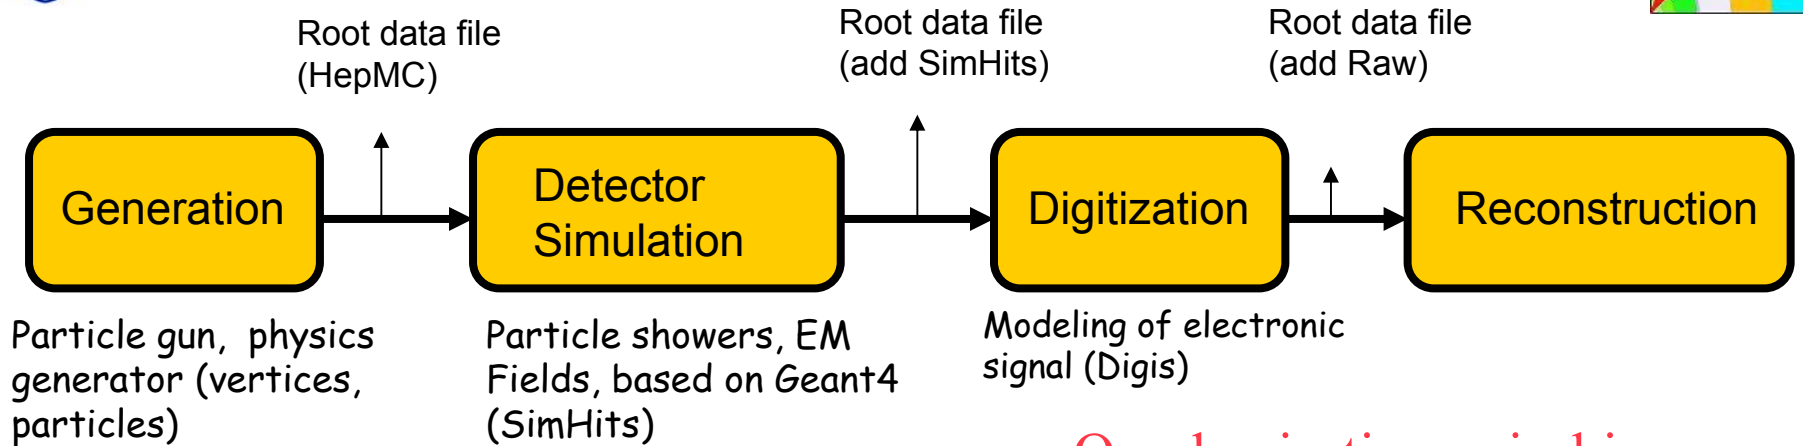 Root data file
(HepMC)
Root data file
(add SimHits)
Root data file
(add Raw)
Generation
Detector
Simulation
Digitization
Reconstruction
Particle gun, physics
generator (vertices,
particles)
Particle showers, EM
Fields, based on Geant4
(SimHits)
Modeling of electronic
signal (Digis)